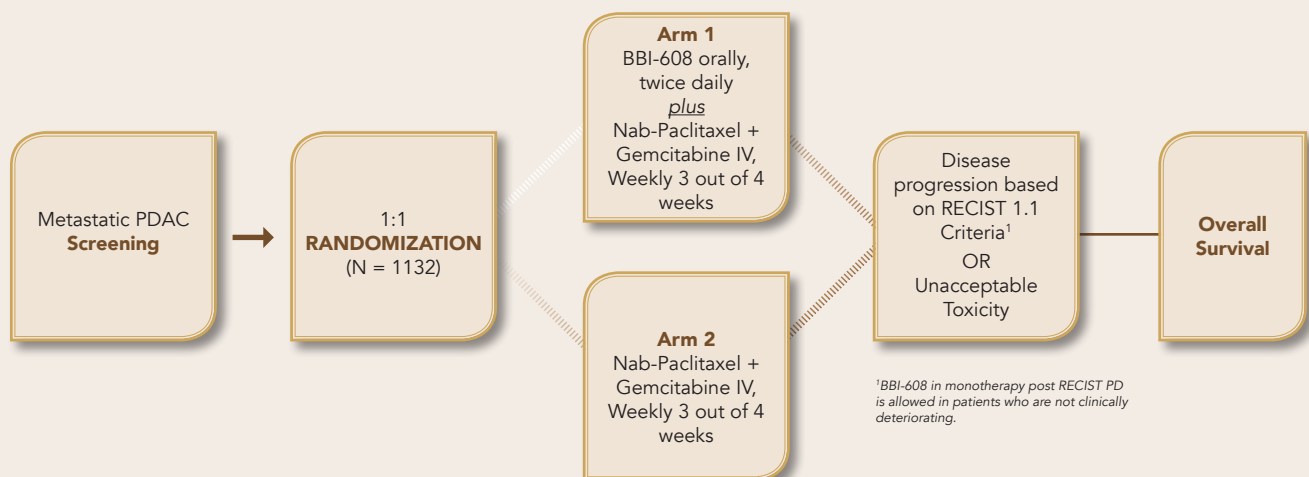 Metastatic PDAC
Screening
1:1
RANDOMIZATION
(N = 1132)
Arm 1
BBI-608 orally,
twice daily
plus
Nab-Paclitaxel +
Gemcitabine IV,
Weekly 3 out of 4
weeks
Arm 2
Nab-Paclitaxel +
Gemcitabine IV,
Weekly 3 out of 4
weeks
Disease
progression based
on RECIST 1.1
Criteria¹
OR
Unacceptable
Toxicity
¹BBI-608 in monotherapy post RECIST PD
is allowed in patients who are not clinically
deteriorating.
Overall
Survival